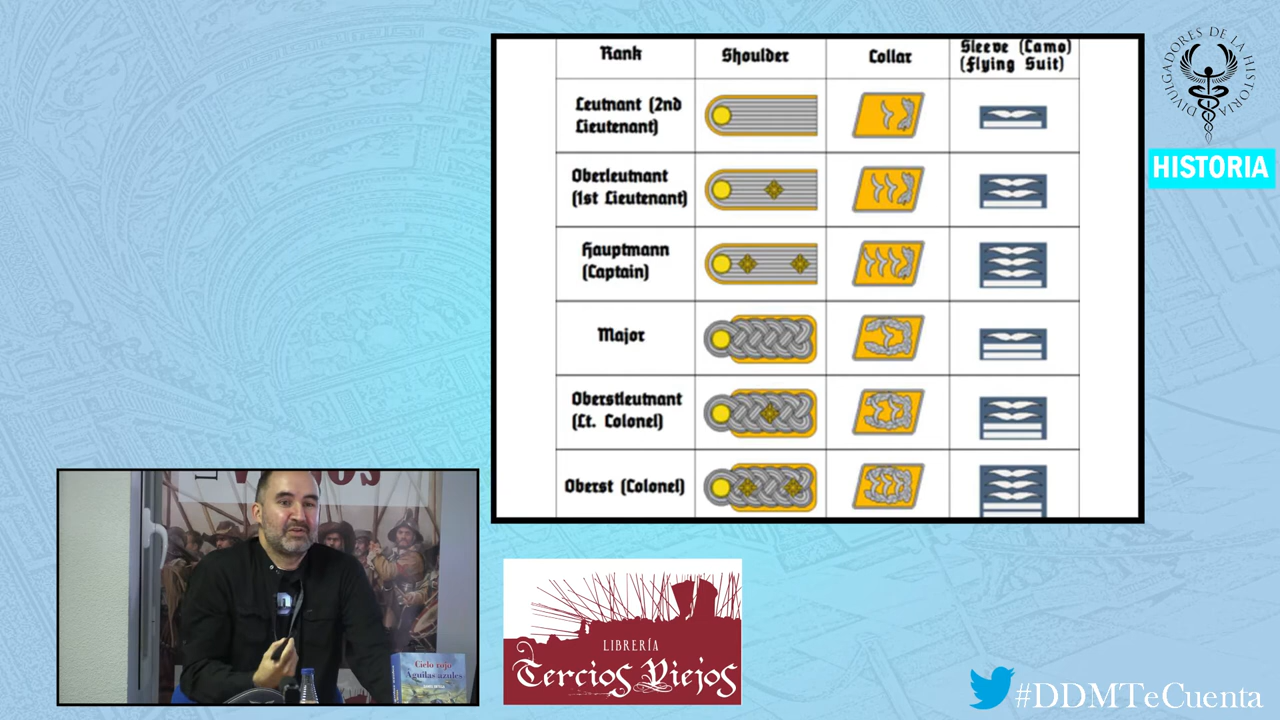 Rank
Shoulder
Collar
Sleeve (Camo)
(Flying Suit)
Leutnant (2nd
Lieutenant)
Oberleutnant
(1st Lieutenant)
Hauptmann
(Captain)
Major
Oberstleutnant
(Lt. Colonel)
Oberst (Colonel)
DIVULGADORES DE LA HISTORIA
HISTORIA
VIEJOS
Cielo rojo
Águilas azules
LIBRERÍA
Tercios Viejos
#DDMTeCuenta